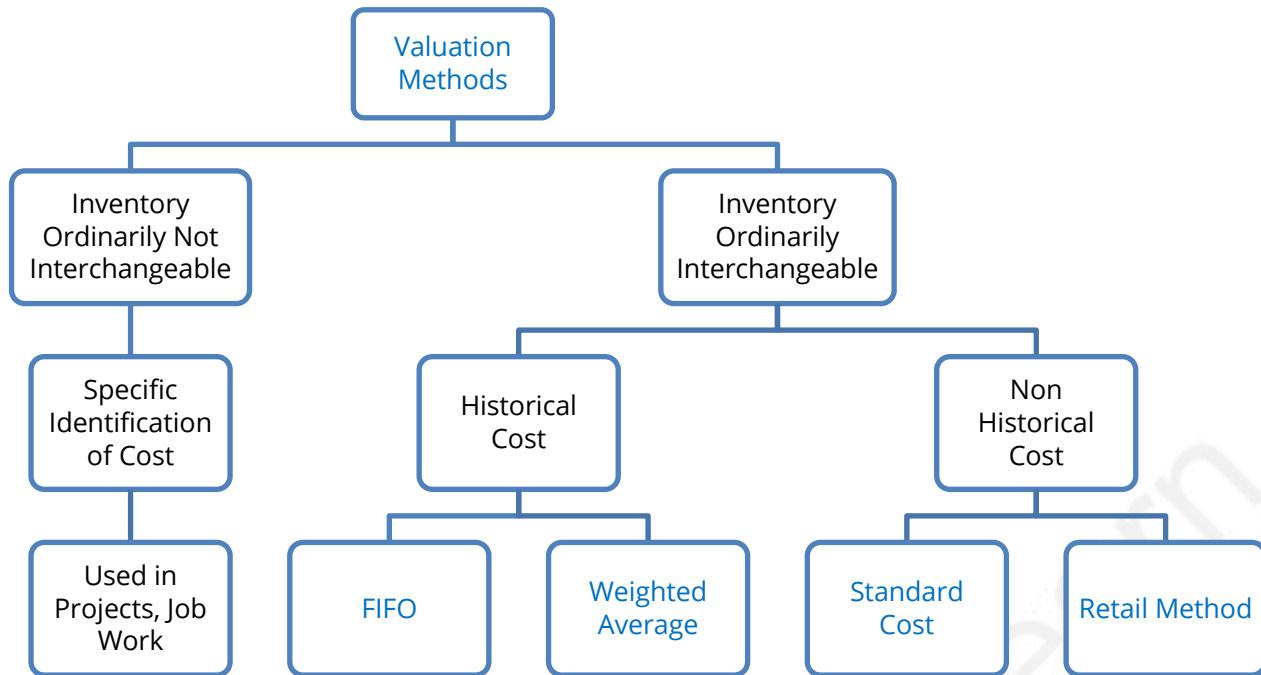 Valuation
Methods
Inventory
Ordinarily Not
Interchangeable
Inventory
Ordinarily
Interchangeable
Specific
Identification
of Cost
Historical
Cost
Non
Historical
Cost
Used in
Projects, Job
Work
FIFO
Weighted
Average
Standard
Cost
Retail Method